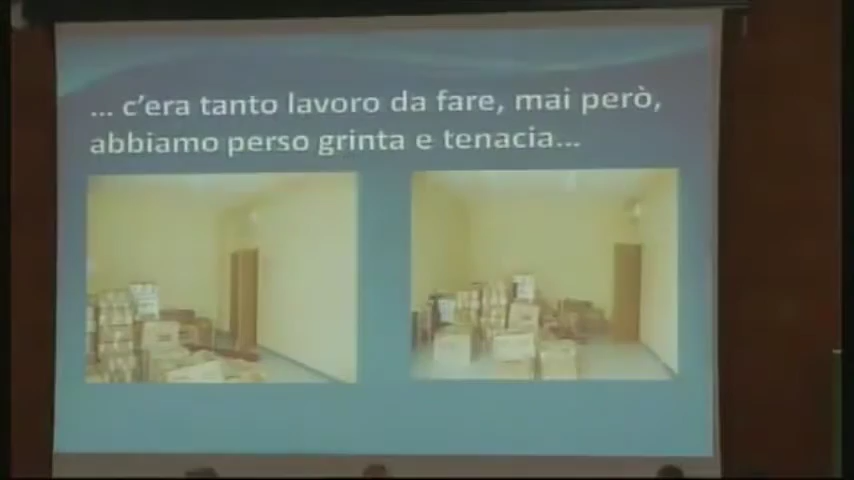 ... c'era tanto lavoro da fare, mai però,
abbiamo perso grinta e tenacia...